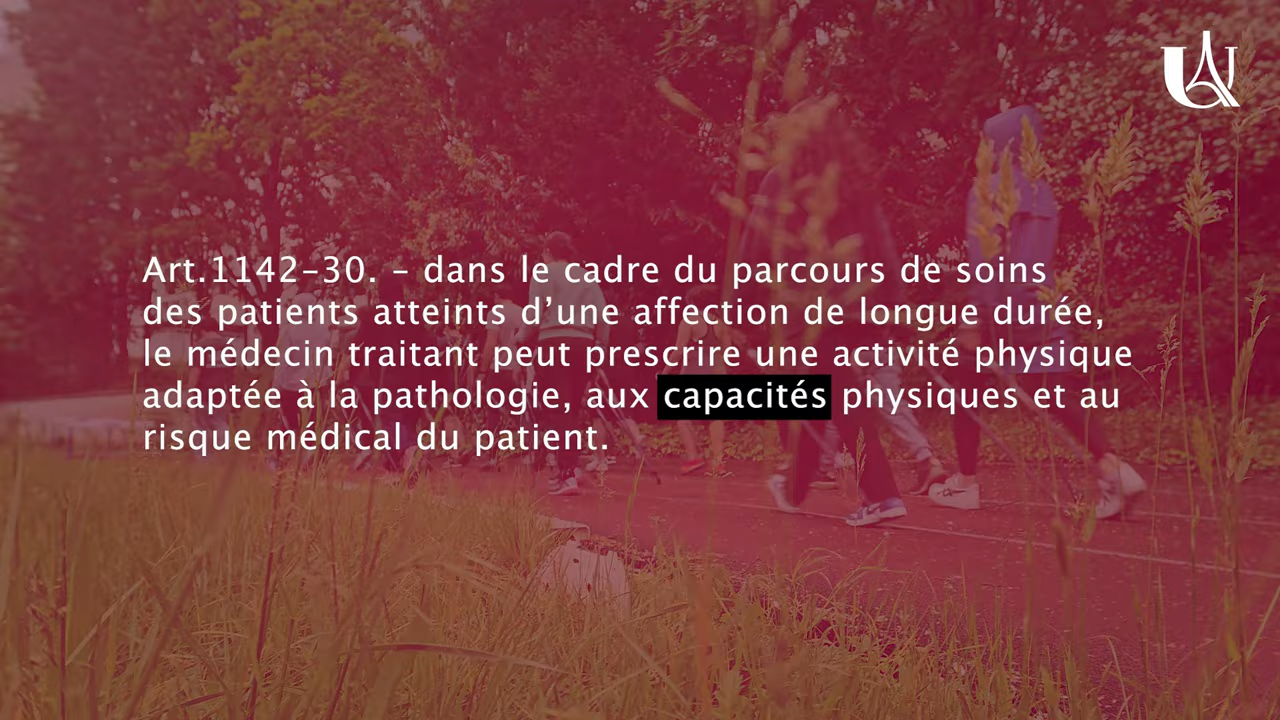 Art.1142-30. - dans le cadre du parcours de soins
des patients atteints d’une affection de longue durée,
le médecin traitant peut prescrire une activité physique
adaptée à la pathologie, aux capacités physiques et au
risque médical du patient.